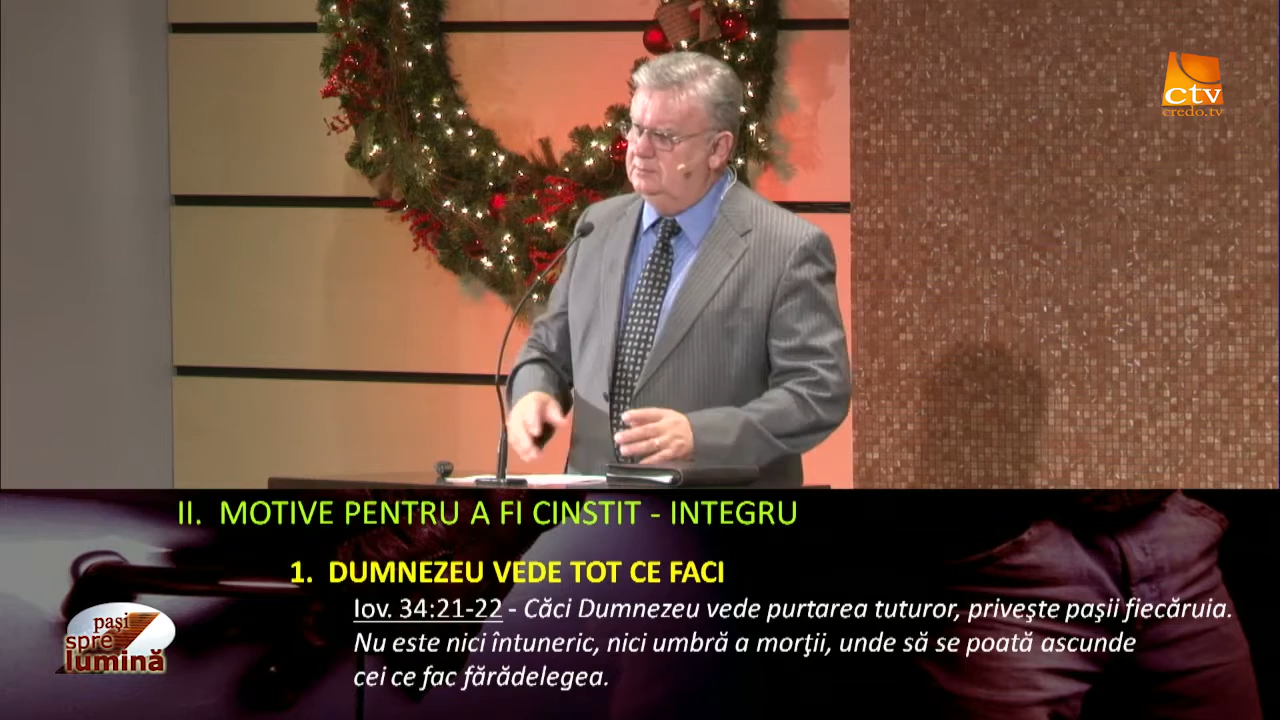 ctv
credo.tv
II. MOTIVE PENTRU A FI CINSTIT - INTEGRU
1. DUMNEZEU VEDE TOT CE FACI
Iov. 34:21-22 - Căci Dumnezeu vede purtarea tuturor, priveşte paşii fiecăruia.
Nu este nici întuneric, nici umbră a morţii, unde să se poată ascunde
cei ce fac fărădelegea.
paşi
spre
lumină